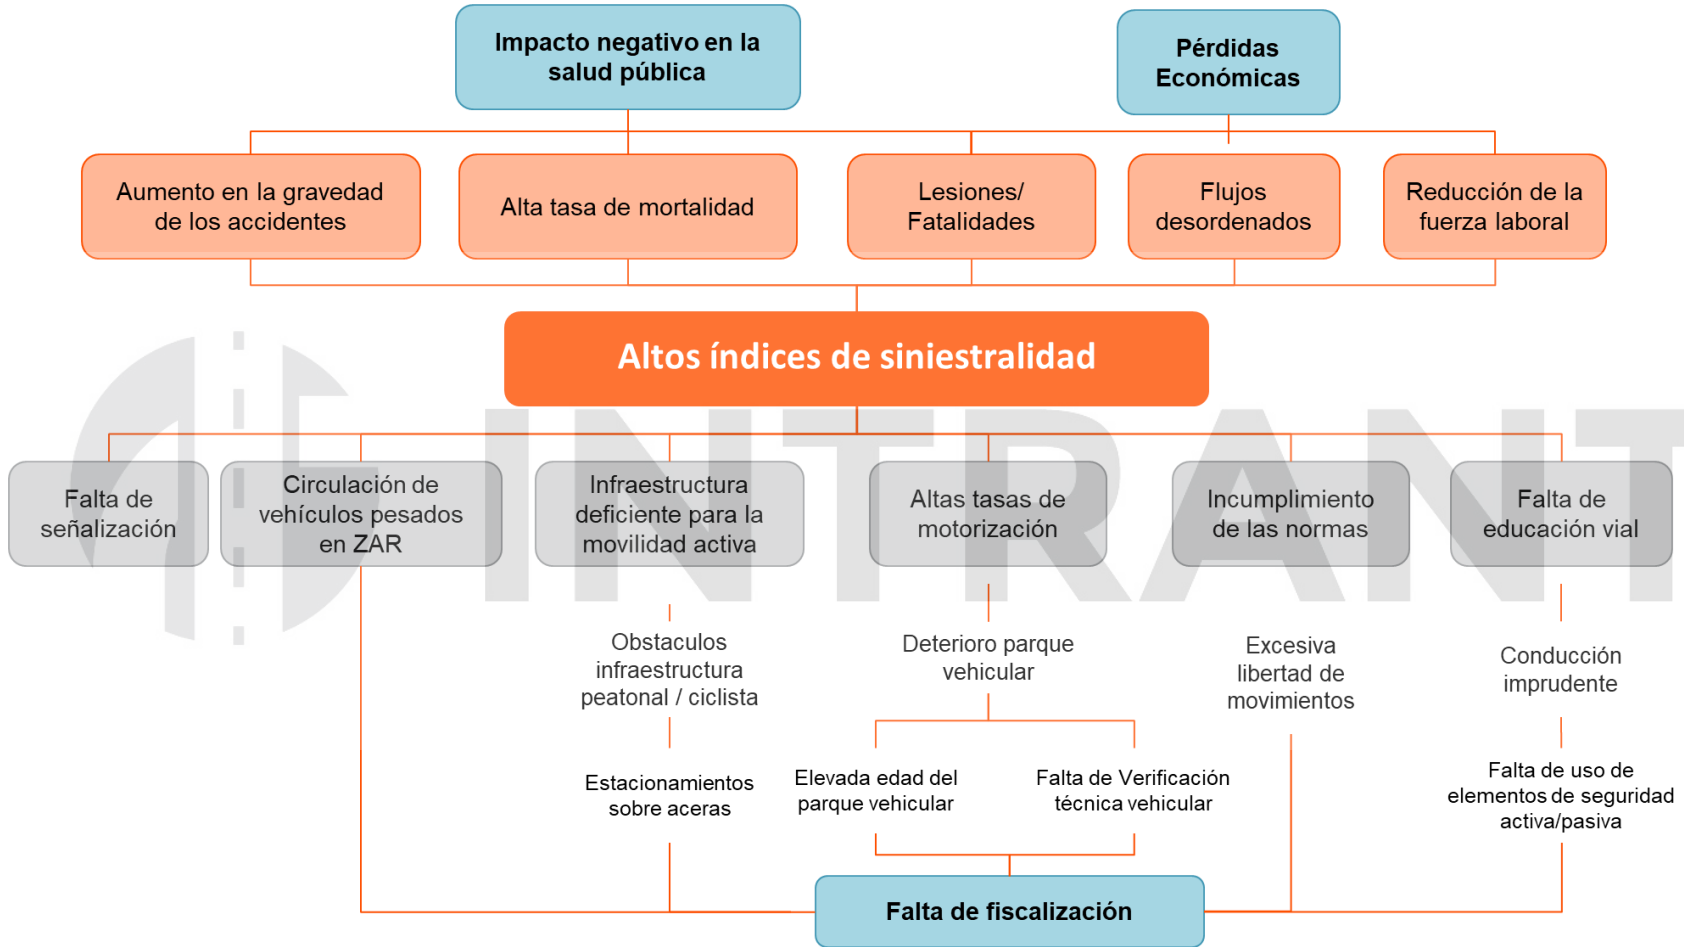 Impacto negativo en la
salud pública
Pérdidas
Económicas
Aumento en la gravedad
de los accidentes
Alta tasa de mortalidad
Lesiones/
Fatalidades
Flujos
desordenados
Reducción de la
fuerza laboral
Altos índices de siniestralidad
INTRANT
Falta de
señalización
Circulación de
vehículos pesados
en ZAR
Infraestructura
deficiente para la
movilidad activa
Altas tasas de
motorización
Incumplimiento
de las normas
Falta de
educación vial
Obstaculos
infraestructura
peatonal / ciclista
Deterioro parque
vehicular
Excesiva
libertad de
movimientos
Conducción
imprudente
Estacionamientos
sobre aceras
Elevada edad del
parque vehicular
Falta de Verificación
técnica vehicular
Falta de uso de
elementos de seguridad
activa/pasiva
Falta de fiscalización